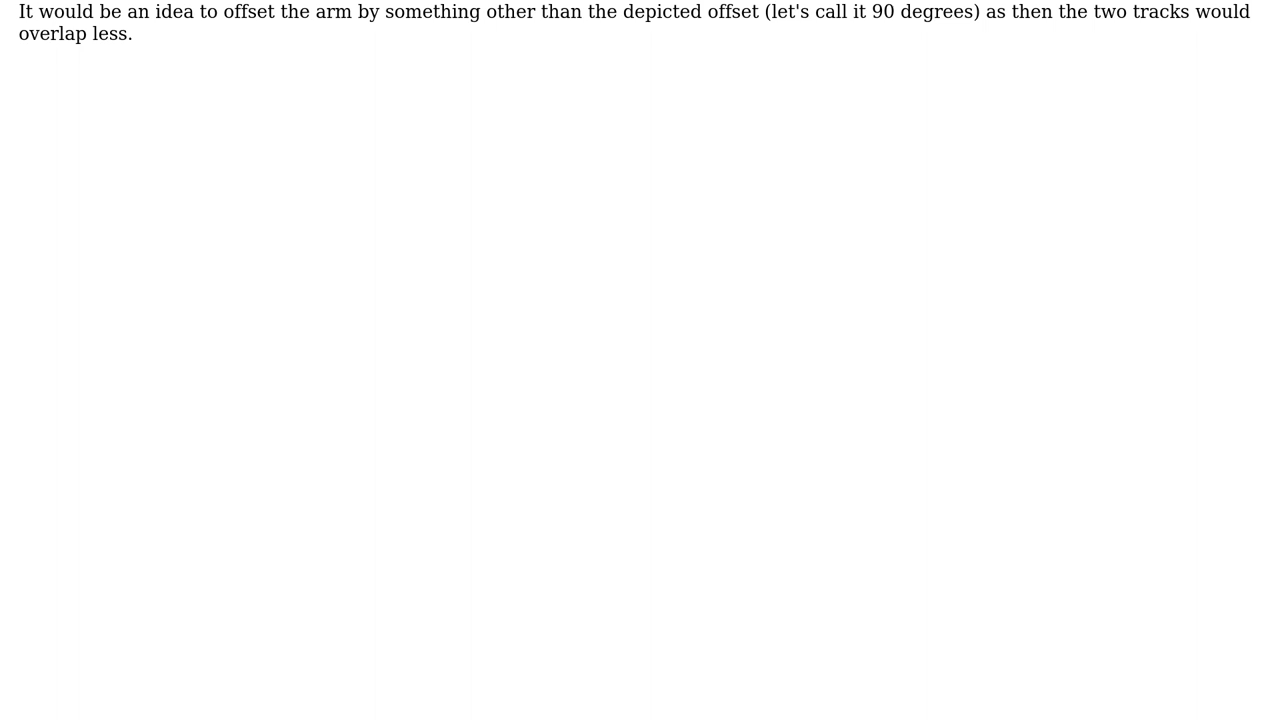 It would be an idea to offset the arm by something other than the depicted offset (let's call it 90 degrees) as then the two tracks would
overlap less.